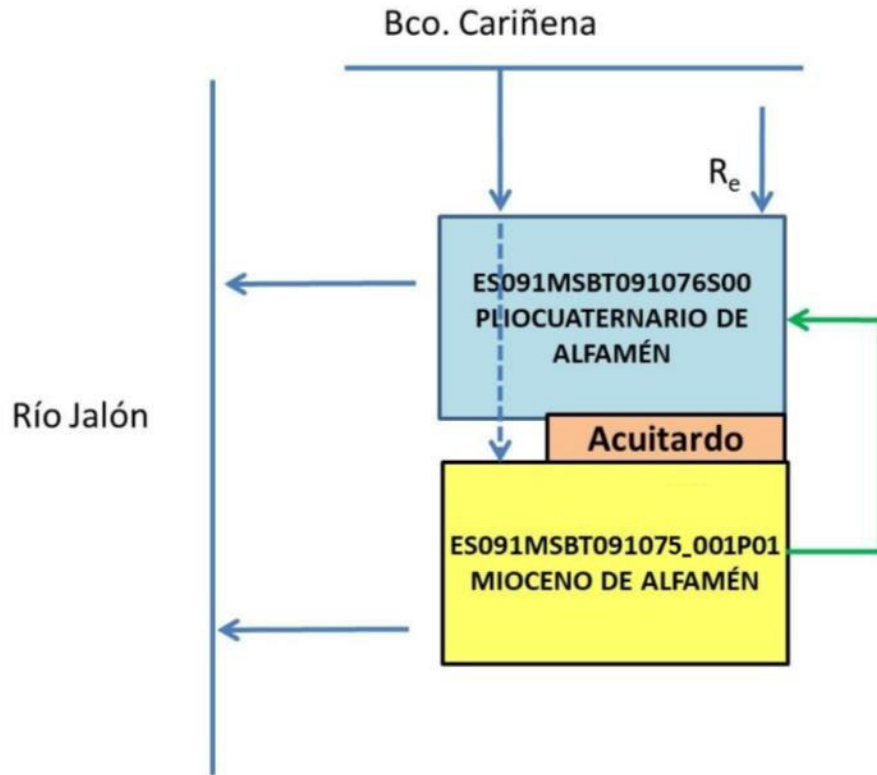 Bco. Cariñena
Rₑ
ES091MSBT091076S00
PLIOCUATERNARIO DE
ALFAMÉN
Río Jalón
Acuitardo
ES091MSBT091075_001P01
MIOCENO DE ALFAMÉN